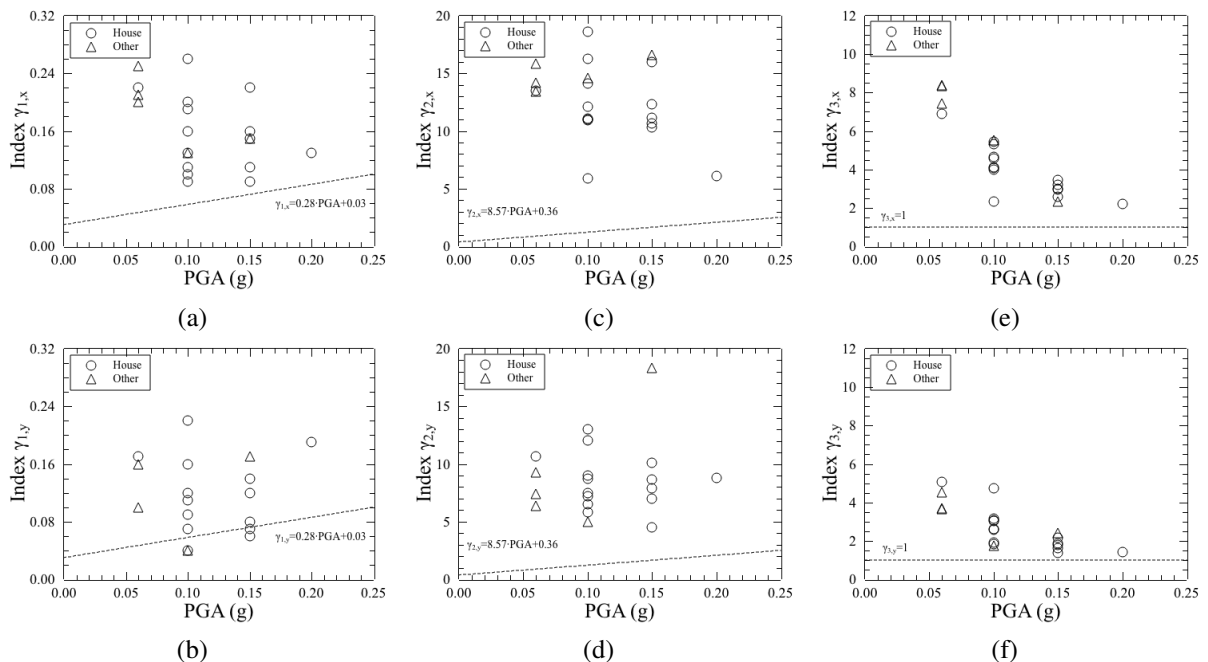 0.32
0.24
0.16
0.08
0.00
Index γ1,x
House
Other
γ1,x=0.28·PGA+0.03
0.00 0.05 0.10 0.15 0.20 0.25
PGA (g)
(a)
20
15
10
5
0
Index γ2,x
House
Other
γ2,x=8.57·PGA+0.36
0.00 0.05 0.10 0.15 0.20 0.25
PGA (g)
(c)
12
10
8
6
4
2
0
Index γ3,x
House
Other
γ3,x=1
0.00 0.05 0.10 0.15 0.20 0.25
PGA (g)
(e)
0.32
0.24
0.16
0.08
0.00
Index γ1,y
House
Other
γ1,y=0.28·PGA+0.03
0.00 0.05 0.10 0.15 0.20 0.25
PGA (g)
(b)
20
15
10
5
0
Index γ2,y
House
Other
γ2,y=8.57·PGA+0.36
0.00 0.05 0.10 0.15 0.20 0.25
PGA (g)
(d)
12
10
8
6
4
2
0
Index γ3,y
House
Other
γ3,y=1
0.00 0.05 0.10 0.15 0.20 0.25
PGA (g)
(f)